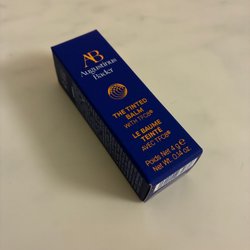 AB
Augustinus
Bader
THE TINTED
BALM
WITH TFC8®
LE BAUME
TEINTÉ
AVEC TFC8®
Poids Net 4 g e
Net Wt. 0.14 oz.